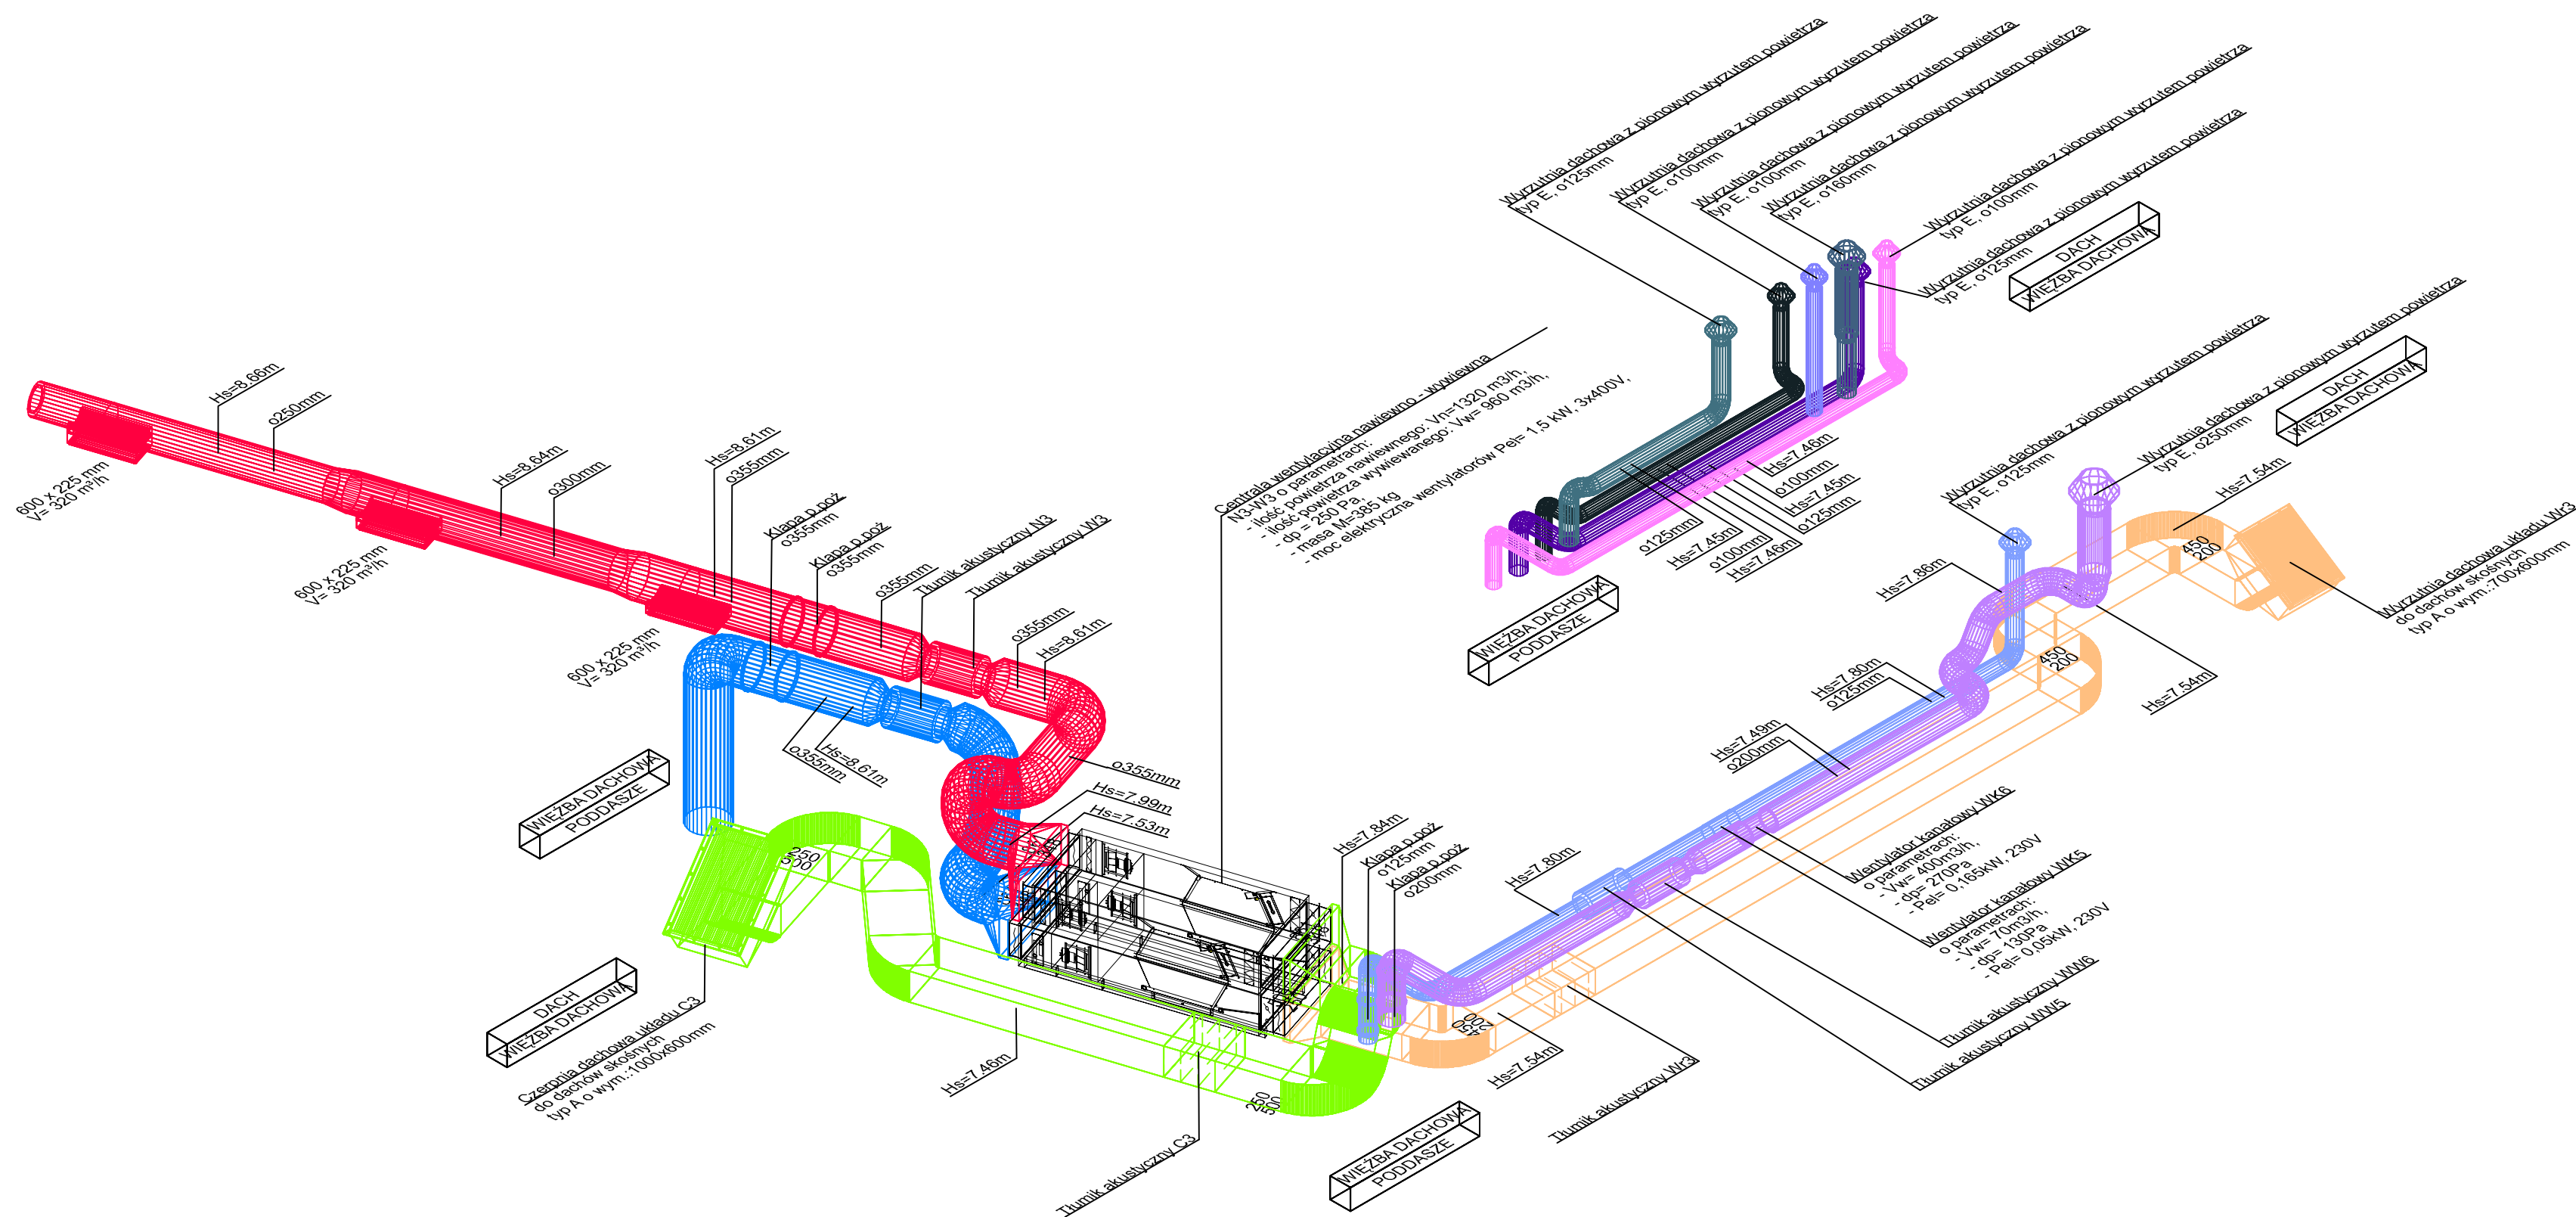 Wyrzutnia dachowa z pionowym wyrzutem powietrza
typ E, o125mm
Wyrzutnia dachowa z pionowym wyrzutem powietrza
typ E, o100mm
Wyrzutnia dachowa z pionowym wyrzutem powietrza
typ E, o100mm
Wyrzutnia dachowa z pionowym wyrzutem powietrza
typ E, o160mm
Wyrzutnia dachowa z pionowym wyrzutem powietrza
typ E, o100mm
Wyrzutnia dachowa z pionowym wyrzutem powietrza
typ E, o125mm
DACH
WIĘŹBA DACHOWA
Wyrzutnia dachowa z pionowym wyrzutem powietrza
typ E, o125mm
Wyrzutnia dachowa z pionowym wyrzutem powietrza
typ E, o250mm
DACH
WIĘŹBA DACHOWA
Hs=7.54m
450
200
Wyrzutnia dachowa układu Wr3
do dachów skośnych
typ A o wym.:700x600mm
Centrala wentylacyjna nawiewno - wywiewna
N3-W3 o parametrach:
- ilość powietrza nawiewnego: Vn=1320 m3/h,
- ilość powietrza wywiewanego: Vw= 960 m3/h,
- dp = 250 Pa,
- masa M=385 kg
- moc elektryczna wentylatorów Pel= 1,5 kW, 3x400V,
Hs=7.46m
o100mm
Hs=7.45m
o125mm
o125mm
Hs=7.45m
o100mm
Hs=7.46m
WIĘŹBA DACHOWA
PODDASZE
Hs=8.66m
o250mm
Hs=8.64m
o300mm
Hs=8.61m
o355mm
Klapa p.poż
o355mm
Klapa p.poż
o355mm
o355mm
Tłumik akustyczny N3
Tłumik akustyczny W3
o355mm
Hs=8.61m
600 x 225 mm
V= 320 m³/h
600 x 225 mm
V= 320 m³/h
600 x 225 mm
V= 320 m³/h
o355mm
Hs=8.61m
o355mm
Hs=7.99m
Hs=7.53m
WIĘŹBA DACHOWA
PODDASZE
250
500
DACH
WIĘŹBA DACHOWA
Czerpnia dachowa układu C3
do dachów skośnych
typ A o wym.:1000x600mm
Hs=7.46m
Tłumik akustyczny C3
250
500
Hs=7.84m
Klapa p.poż
o125mm
Klapa p.poż
o200mm
Hs=7.80m
Hs=7.49m
o200mm
Hs=7.80m
o125mm
Hs=7.86m
450
200
Hs=7.54m
Wentylator kanałowy WK6
o parametrach:
- Vw= 400m3/h,
- dp= 270Pa
- Pel= 0,165kW, 230V
Wentylator kanałowy WK5
o parametrach:
- Vw= 70m3/h,
- dp= 130Pa
- Pel= 0,05kW, 230V
Tłumik akustyczny WW6
Tłumik akustyczny WW5
200
450
Hs=7.54m
Tłumik akustyczny Wr3
WIĘŹBA DACHOWA
PODDASZE